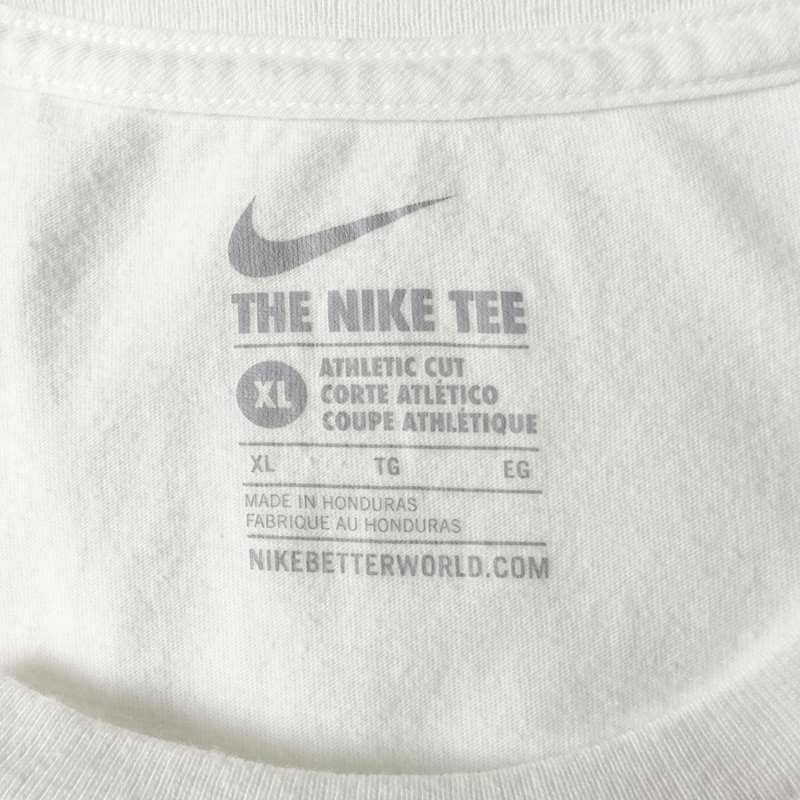 THE NIKE TEE
XL
ATHLETIC CUT
CORTE ATLÉTICO
COUPE ATHLÉTIQUE
XL TG EG
MADE IN HONDURAS
FABRIQUE AU HONDURAS
NIKEBETTERWORLD.COM